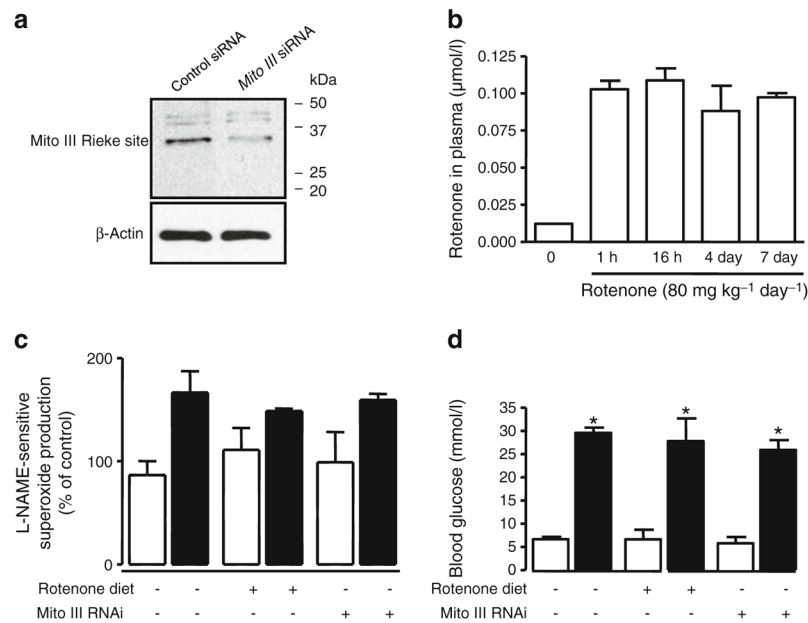 a
Control siRNA
Mito III siRNA
kDa
50
37
25
20
Mito III Rieke site
β-Actin
b
Rotenone in plasma (μmol/l)
0.125
0.100
0.075
0.050
0.025
0.000
0 1 h 16 h 4 day 7 day
Rotenone (80 mg kg⁻¹ day⁻¹)
c
L-NAME-sensitive
superoxide production
(% of control)
200
100
0
Rotenone diet - - + + - -
Mito III RNAi - - - - + +
d
Blood glucose (mmol/l)
35
30
25
20
15
10
5
0
* * *
Rotenone diet - - + + - -
Mito III RNAi - - - - + +